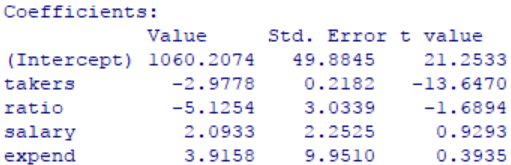 Coefficients:
Value Std. Error t value
(Intercept) 1060.2074 49.8845 21.2533
takers -2.9778 0.2182 -13.6470
ratio -5.1254 3.0339 -1.6894
salary 2.0933 2.2525 0.9293
expend 3.9158 9.9510 0.3935